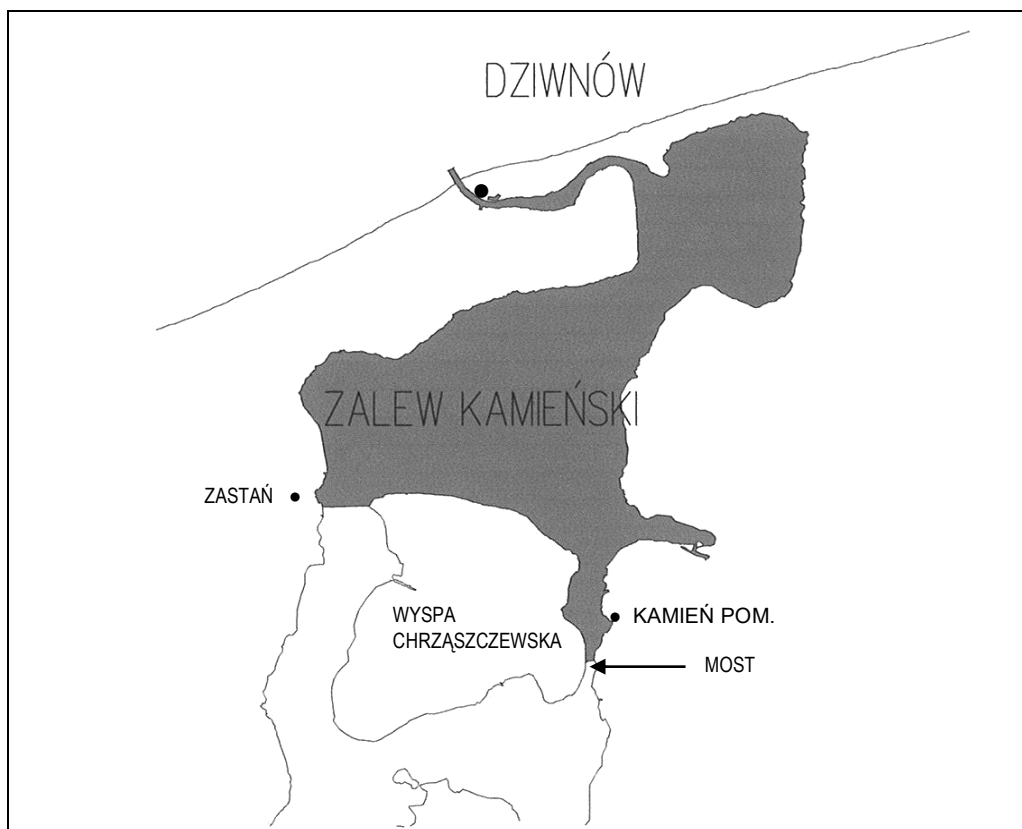 DZIWNÓW
ZALEW KAMIEŃSKI
ZASTAŃ
WYSPA
CHRZĄSZCZEWSKA
KAMIEŃ POM.
MOST